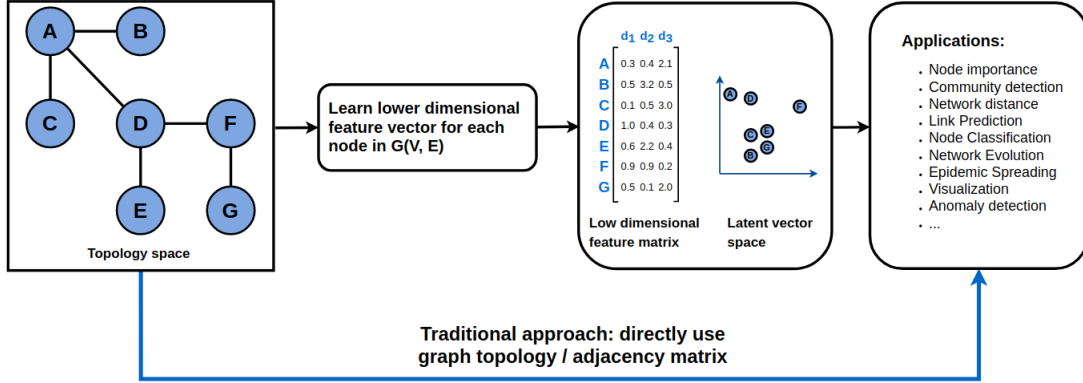 A B
C D F
E G
Topology space
Learn lower dimensional
feature vector for each
node in G(V, E)
d1 d2 d3
A 0.3 0.4 2.1
B 0.5 3.2 0.5
C 0.1 0.5 3.0
D 1.0 0.4 0.3
E 0.6 2.2 0.4
F 0.9 0.9 0.2
G 0.5 0.1 2.0
Low dimensional
feature matrix
A D F
C E
B G
Latent vector
space
Applications:
• Node importance
• Community detection
• Network distance
• Link Prediction
• Node Classification
• Network Evolution
• Epidemic Spreading
• Visualization
• Anomaly detection
• ...
Traditional approach: directly use
graph topology / adjacency matrix